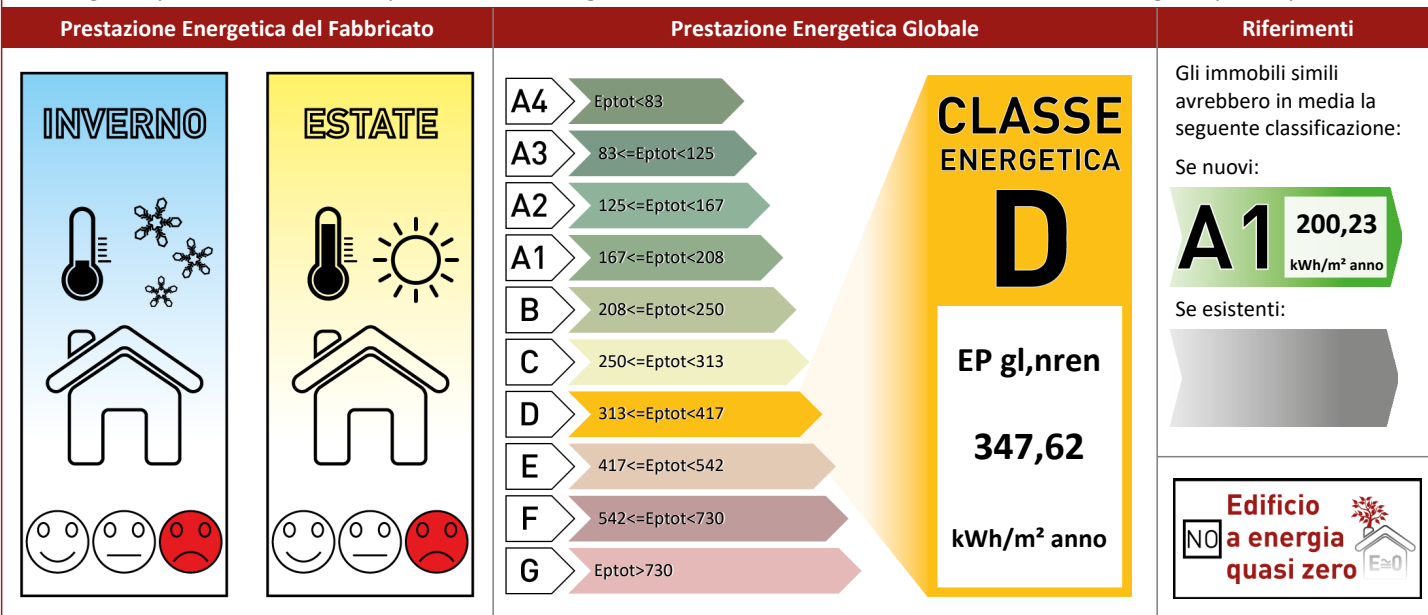 Prestazione Energetica del Fabbricato
Prestazione Energetica Globale
Riferimenti
INVERNO
ESTATE
A4 Eptot<83
A3 83<=Eptot<125
A2 125<=Eptot<167
A1 167<=Eptot<208
B 208<=Eptot<250
C 250<=Eptot<313
D 313<=Eptot<417
E 417<=Eptot<542
F 542<=Eptot<730
G Eptot>730
CLASSE
ENERGETICA
D
EP gl,nren
347,62
kWh/m² anno
Gli immobili simili
avrebbero in media la
seguente classificazione:
Se nuovi:
A1 200,23
kWh/m² anno
Se esistenti:
Edificio
NO a energia
quasi zero
E≅0